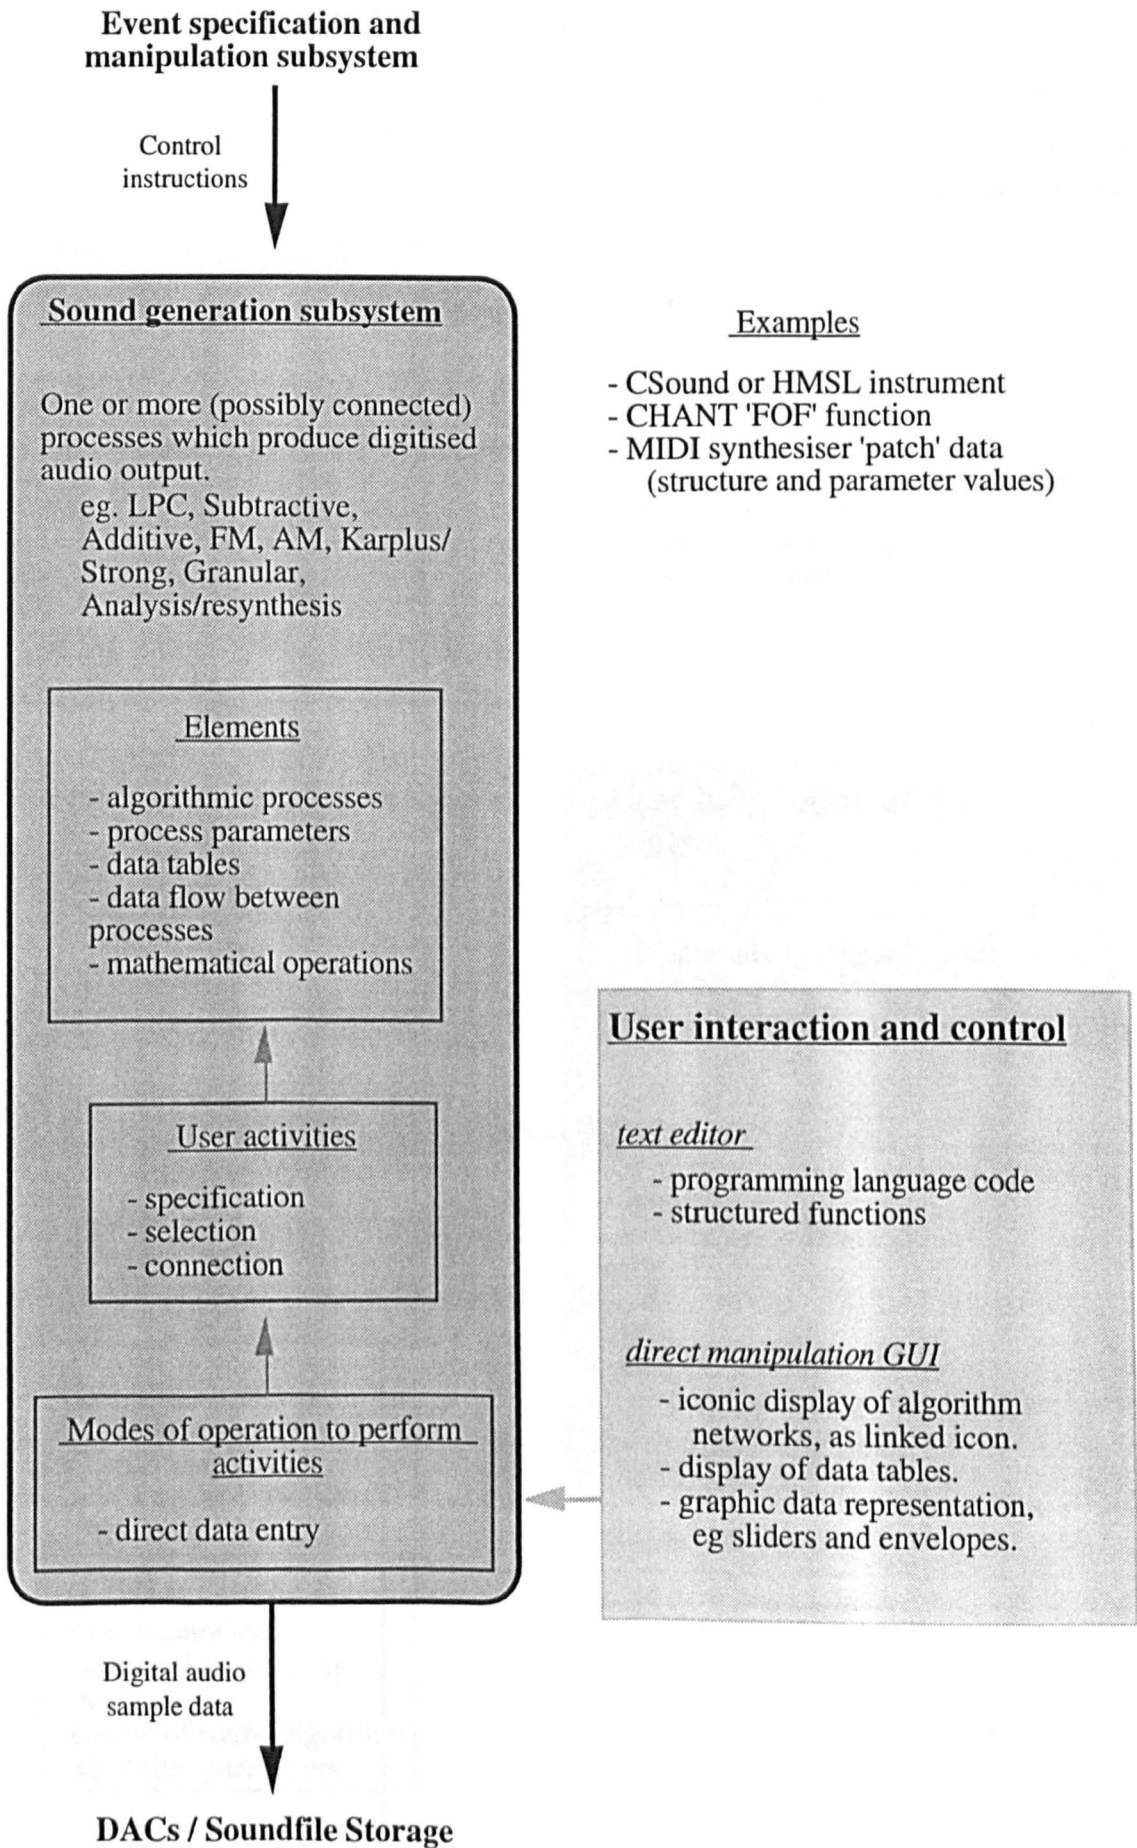 Event specification and
manipulation subsystem
Control
instructions
Sound generation subsystem
One or more (possibly connected)
processes which produce digitised
audio output.
eg. LPC, Subtractive,
Additive, FM, AM, Karplus/
Strong, Granular,
Analysis/resynthesis
Elements
- algorithmic processes
- process parameters
- data tables
- data flow between
processes
- mathematical operations
User activities
- specification
- selection
- connection
Modes of operation to perform
activities
- direct data entry
Digital audio
sample data
DACs / Soundfile Storage
Examples
- CSound or HMSL instrument
- CHANT 'FOF' function
- MIDI synthesiser 'patch' data
(structure and parameter values)
User interaction and control
text editor
- programming language code
- structured functions
direct manipulation GUI
- iconic display of algorithm
networks, as linked icon.
- display of data tables.
- graphic data representation,
eg sliders and envelopes.